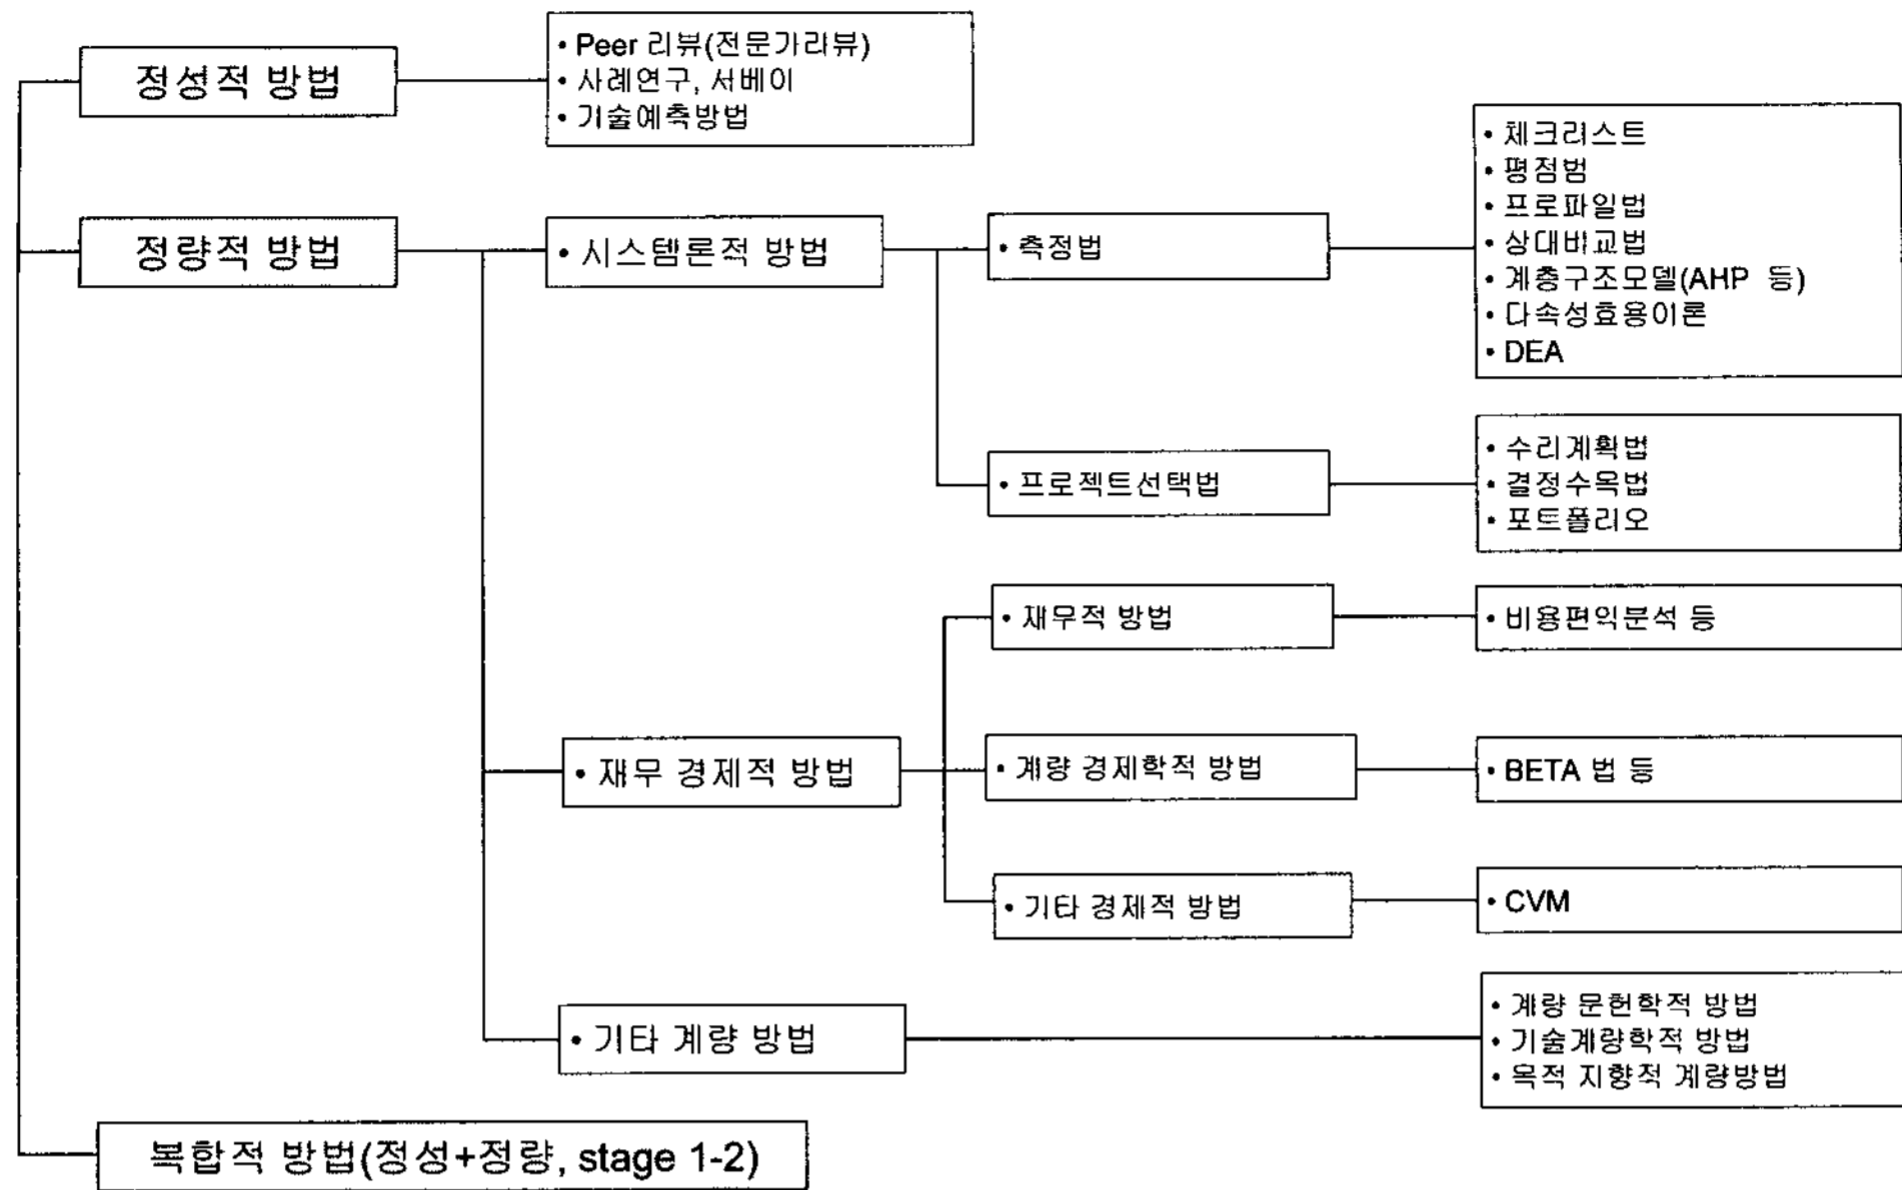 정성적 방법
• Peer 리뷰(전문가라뷰)
• 사례연구, 서베이
• 기술예측방법
정량적 방법
• 시스템론적 방법
• 측정법
• 체크리스트
• 평점범
• 프로파일법
• 상대비교법
• 계층구조모델(AHP 등)
• 다속성효용이론
• DEA
• 프로젝트선택법
• 수리계획법
• 결정수목법
• 포트폴리오
• 재무 경제적 방법
• 재무적 방법
• 비용편익분석 등
• 계량 경제학적 방법
• BETA 법 등
• 기타 경제적 방법
• CVM
• 기타 계량 방법
• 계량 문헌학적 방법
• 기술계량학적 방법
• 목적 지향적 계량방법
복합적 방법(정성+정량, stage 1-2)